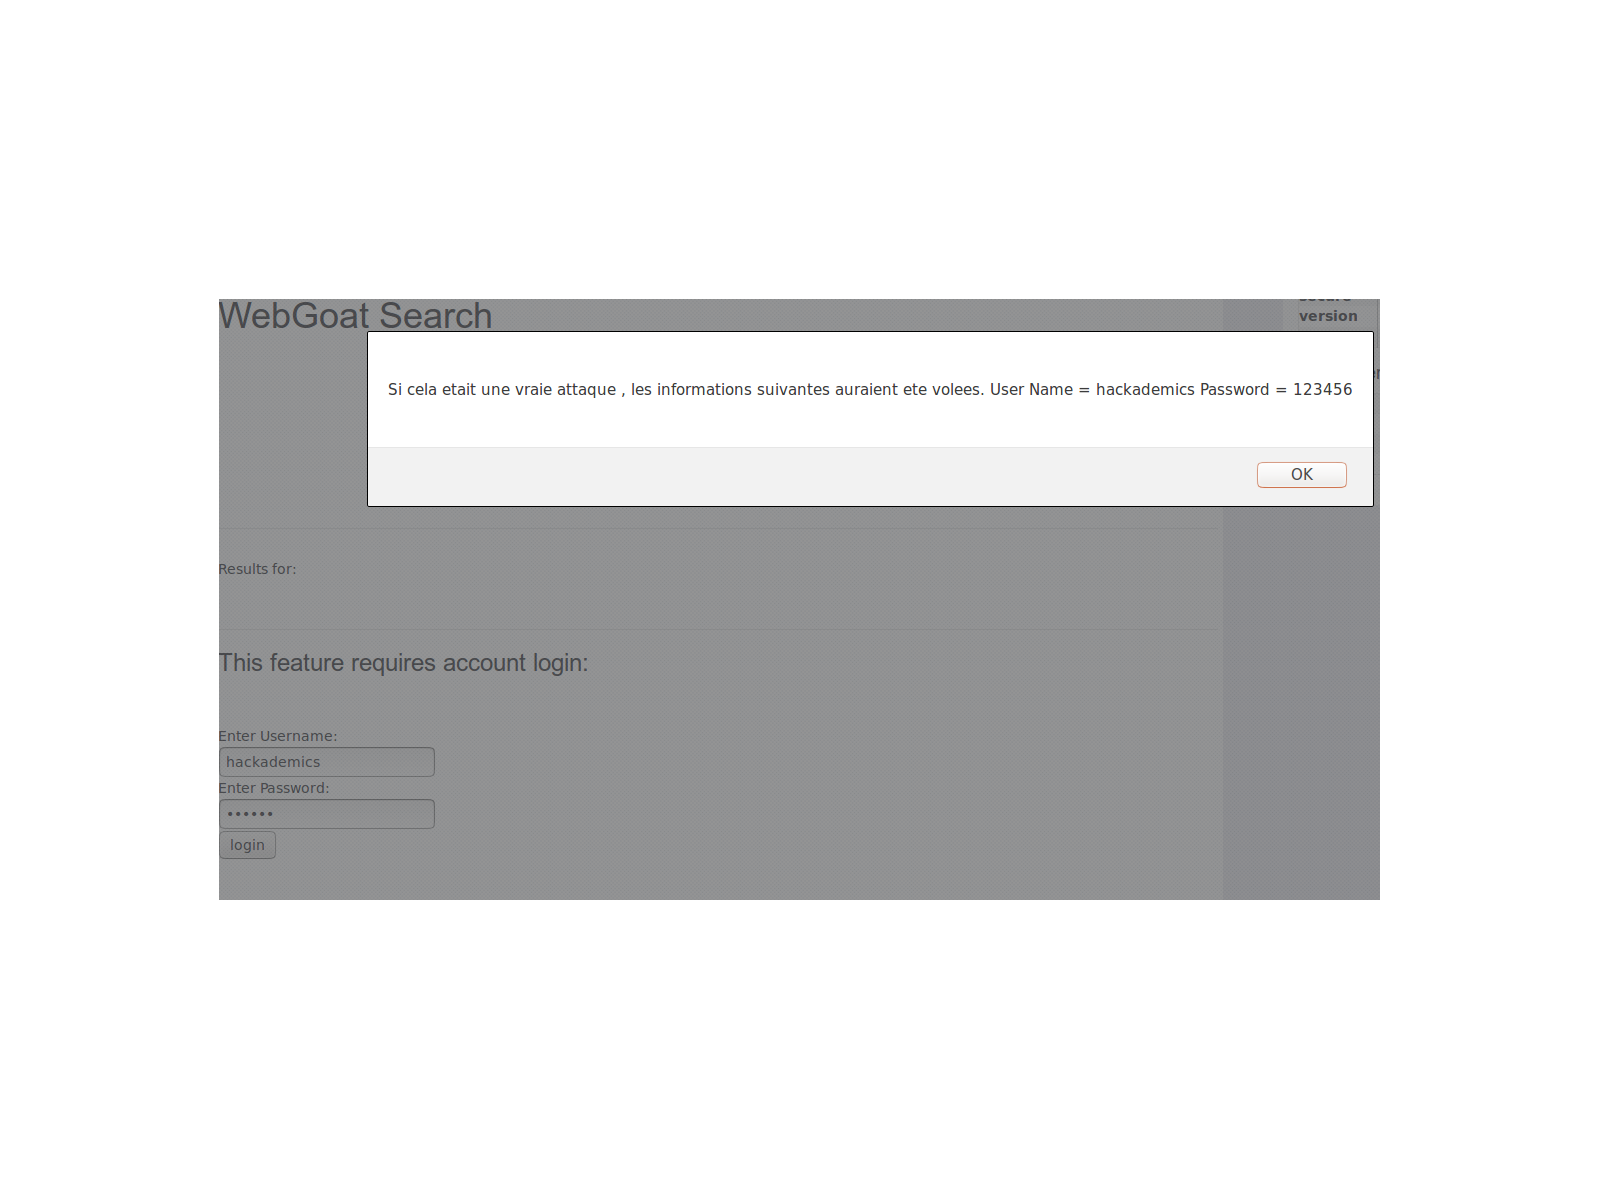 WebGoat Search
version
Si cela etait une vraie attaque , les informations suivantes auraient ete volees. User Name = hackademics Password = 123456
OK
Results for:
This feature requires account login:
Enter Username:
hackademics
Enter Password:
••••••
login